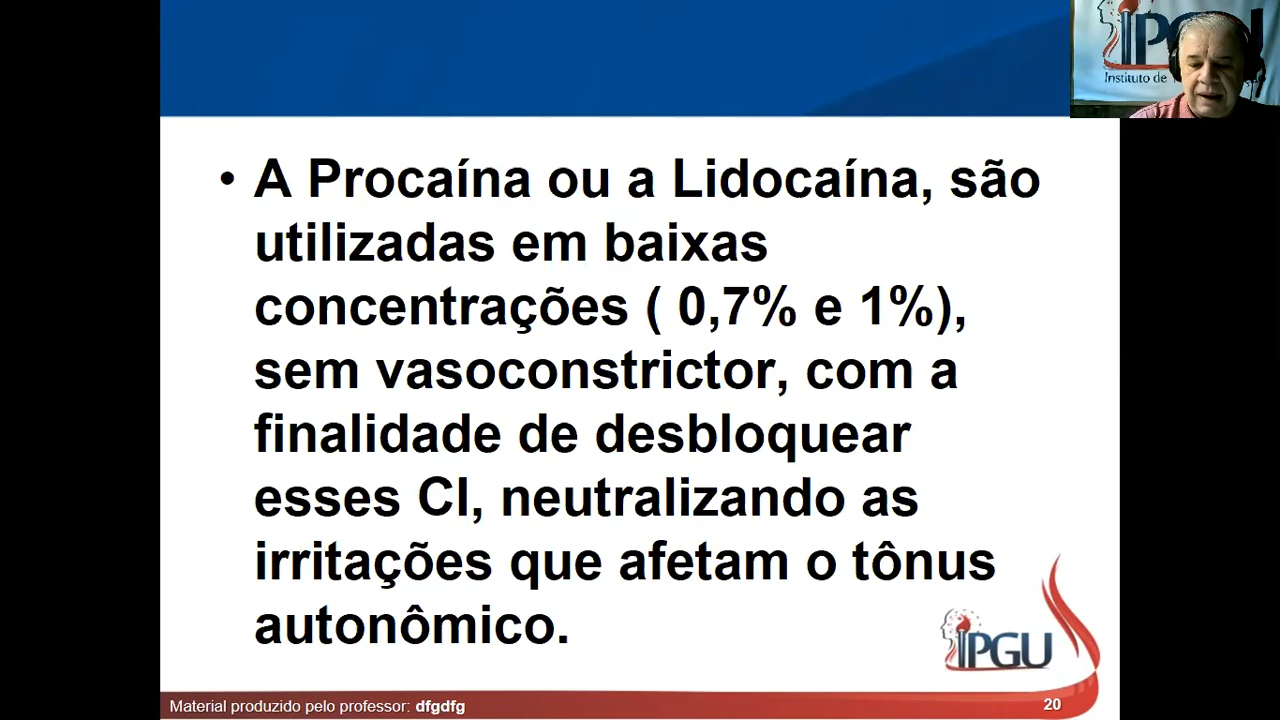 IPGU
Instituto de
• A Procaína ou a Lidocaína, são
utilizadas em baixas
concentrações ( 0,7% e 1%),
sem vasoconstrictor, com a
finalidade de desbloquear
esses CI, neutralizando as
irritações que afetam o tônus
autonômico.
IPGU
Material produzido pelo professor: dfgdfg
20